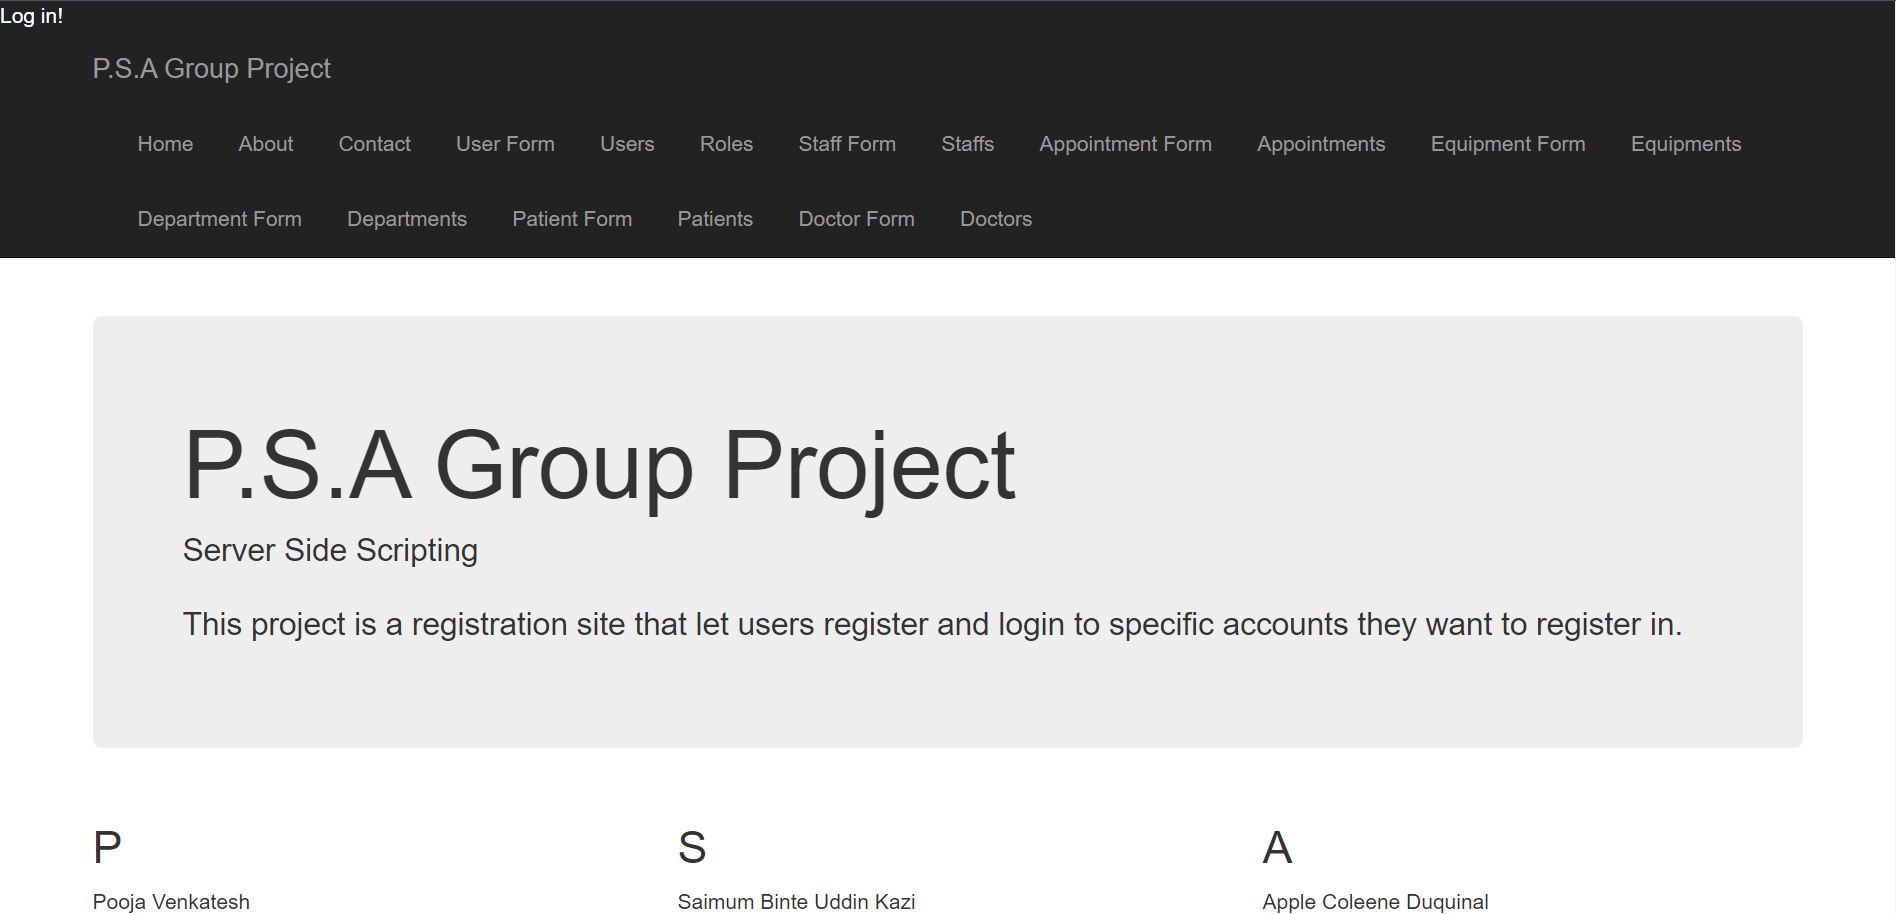 Log in!
P.S.A Group Project
Home About Contact User Form Users Roles Staff Form Staffs Appointment Form Appointments Equipment Form Equipments
Department Form Departments Patient Form Patients Doctor Form Doctors
P.S.A Group Project
Server Side Scripting
This project is a registration site that let users register and login to specific accounts they want to register in.
P S A
Pooja Venkatesh Saimum Binte Uddin Kazi Apple Coleene Duquinal